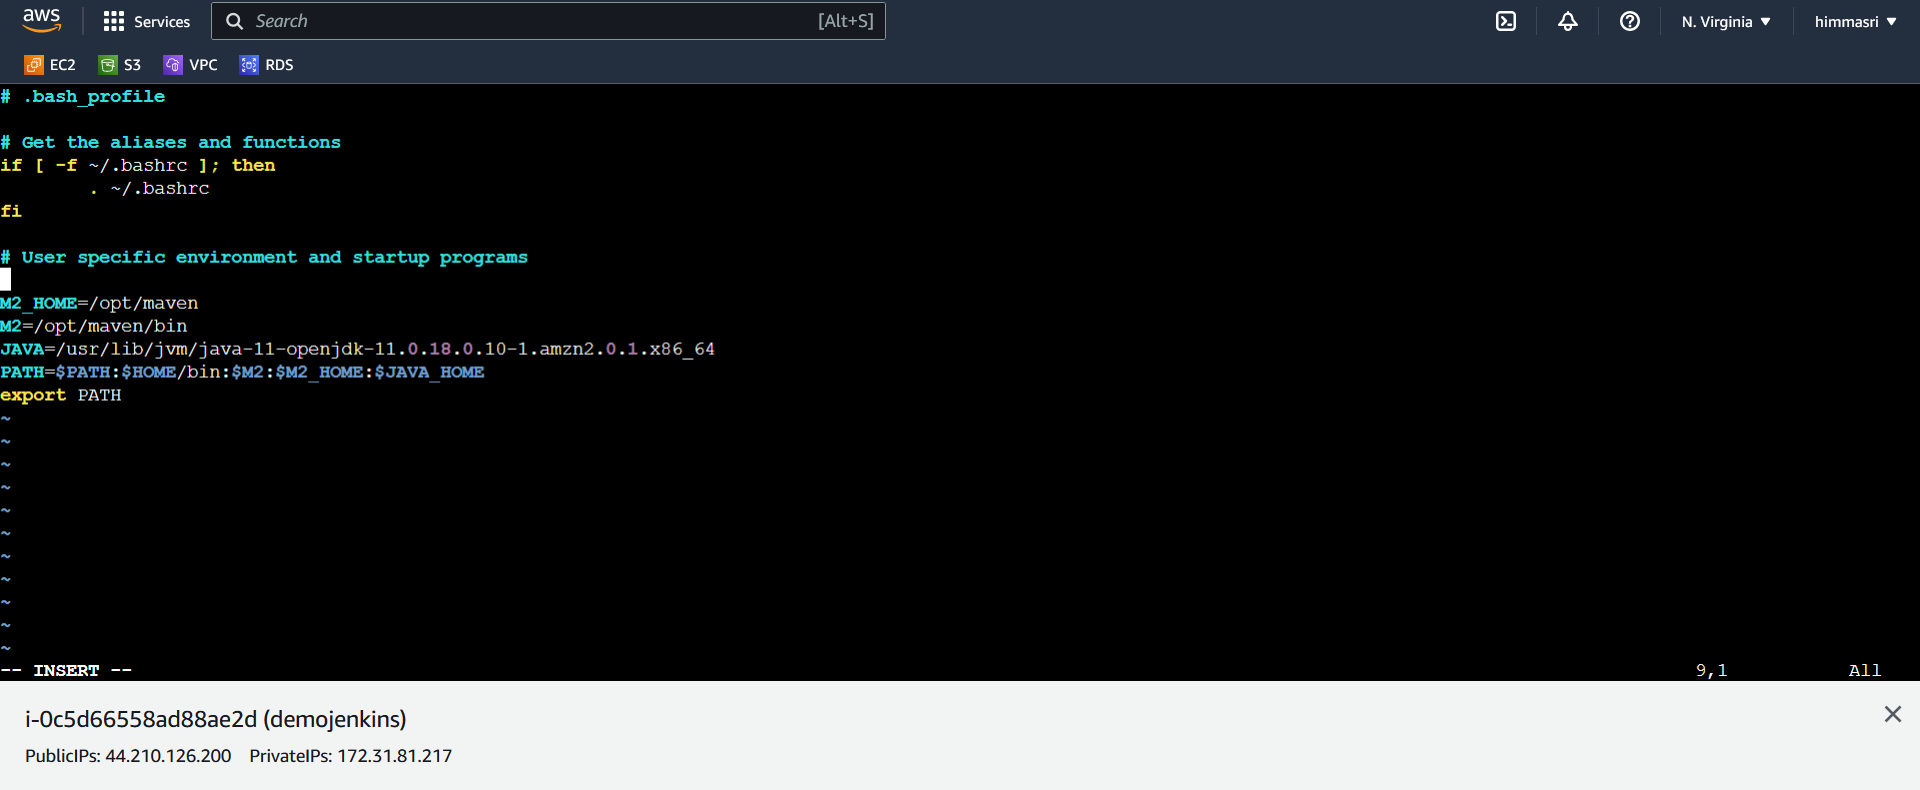 aws Services Search [Alt+S] N. Virginia himmasri
EC2 S3 VPC RDS
# .bash_profile
# Get the aliases and functions
if [ -f ~/.bashrc ]; then
. ~/.bashrc
fi
# User specific environment and startup programs
M2_HOME=/opt/maven
M2=/opt/maven/bin
JAVA=/usr/lib/jvm/java-11-openjdk-11.0.18.0.10-1.amzn2.0.1.x86_64
PATH=$PATH:$HOME/bin:$M2:$M2_HOME:$JAVA_HOME
export PATH
~
~
~
~
~
~
~
~
~
~
~
-- INSERT -- 9,1 All
i-0c5d66558ad88ae2d (demojenkins)
PublicIPs: 44.210.126.200 PrivateIPs: 172.31.81.217